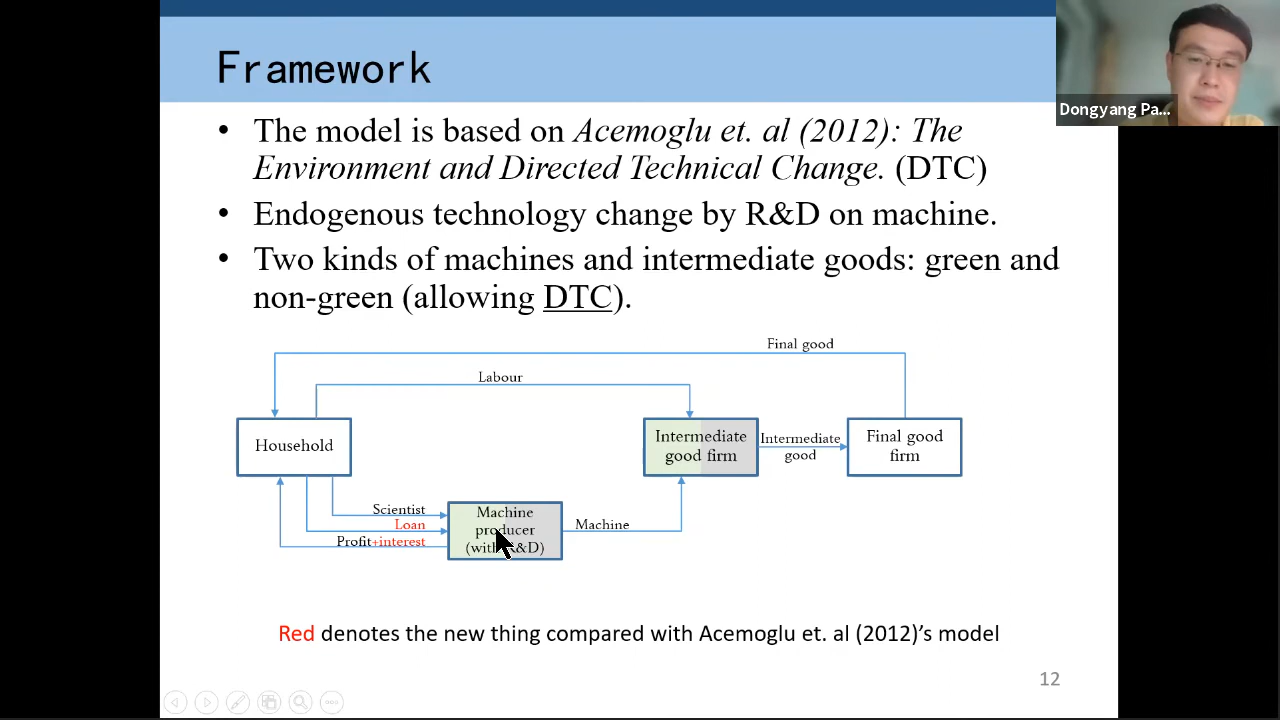 Framework
Dongyang Pa...
• The model is based on Acemoglu et. al (2012): The
Environment and Directed Technical Change. (DTC)
• Endogenous technology change by R&D on machine.
• Two kinds of machines and intermediate goods: green and
non-green (allowing DTC).
Final good
Labour
Household
Intermediate
good firm
Intermediate
good
Final good
firm
Scientist
Loan
Profit+interest
Machine
producer
(with R&D)
Machine
Red denotes the new thing compared with Acemoglu et. al (2012)’s model
12